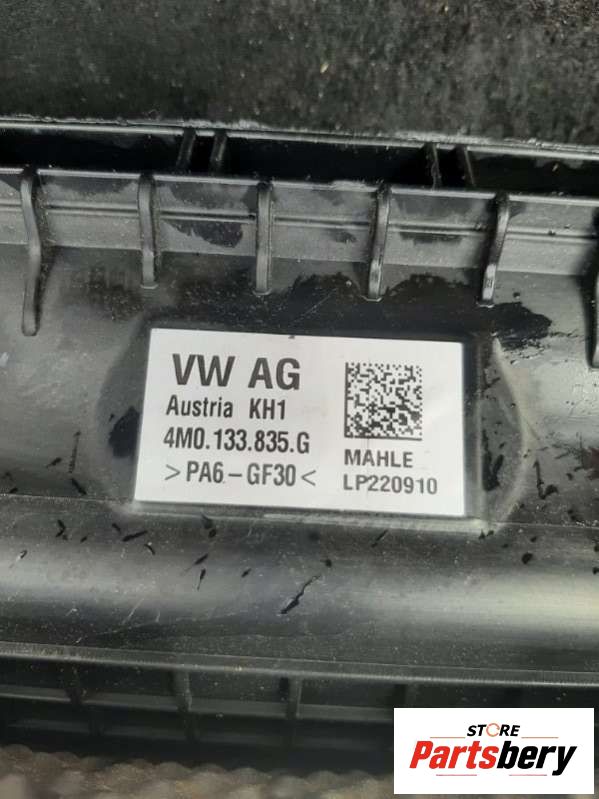 VW AG
Austria KH1
4M0.133.835.G
>PA6-GF30<
MAHLE
LP220910
STORE
Partsbery